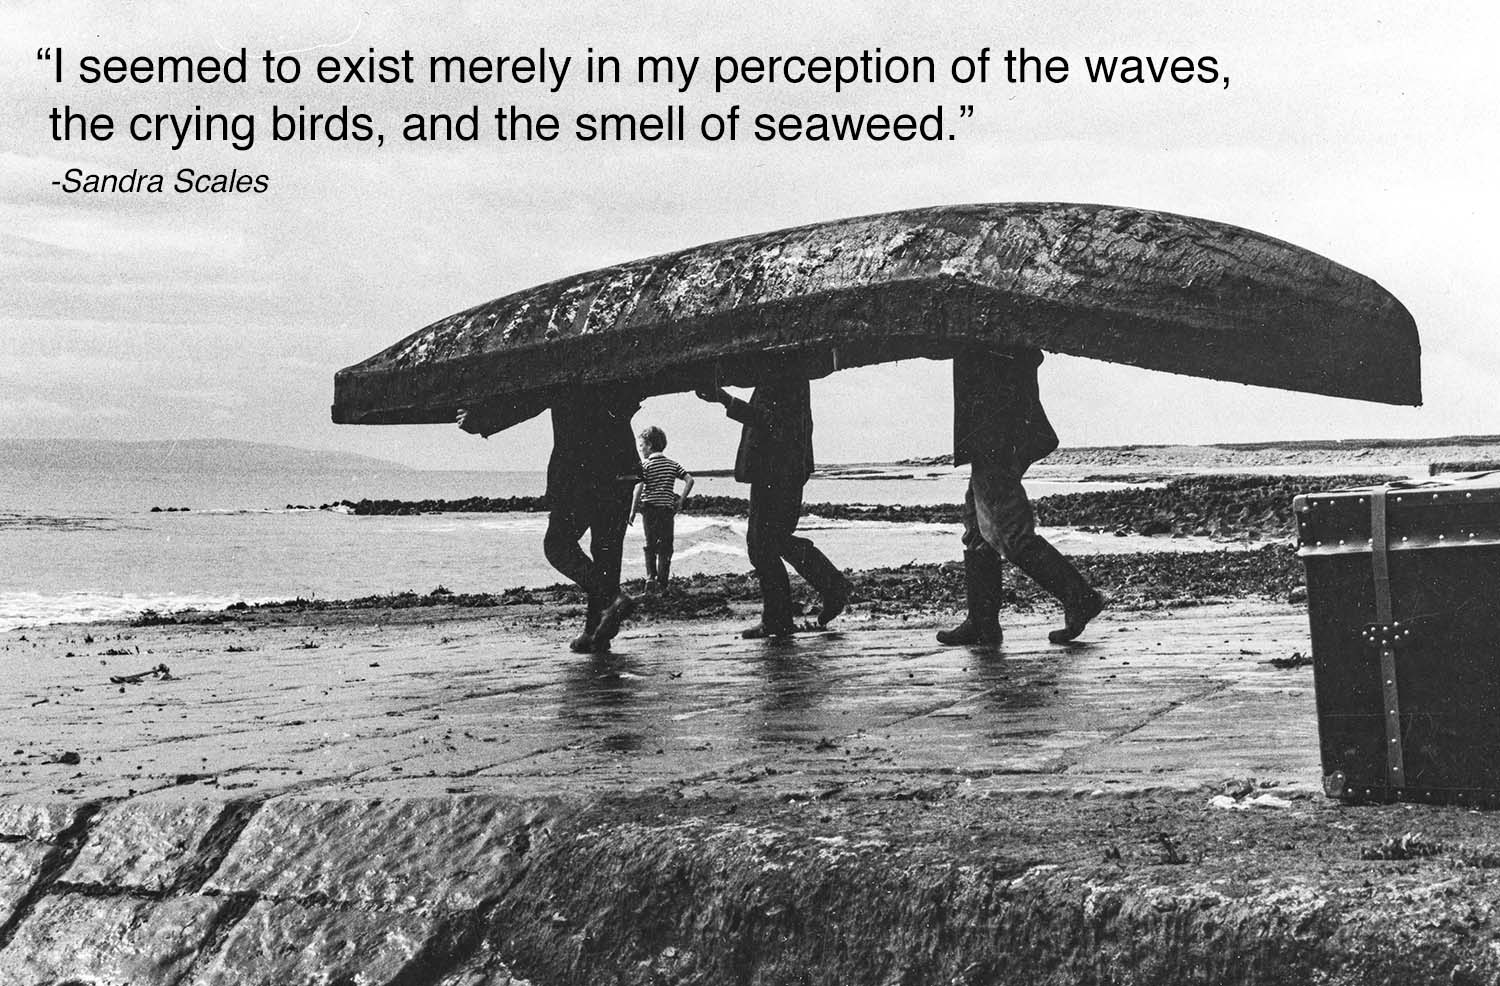 “I seemed to exist merely in my perception of the waves,
the crying birds, and the smell of seaweed.”
-Sandra Scales